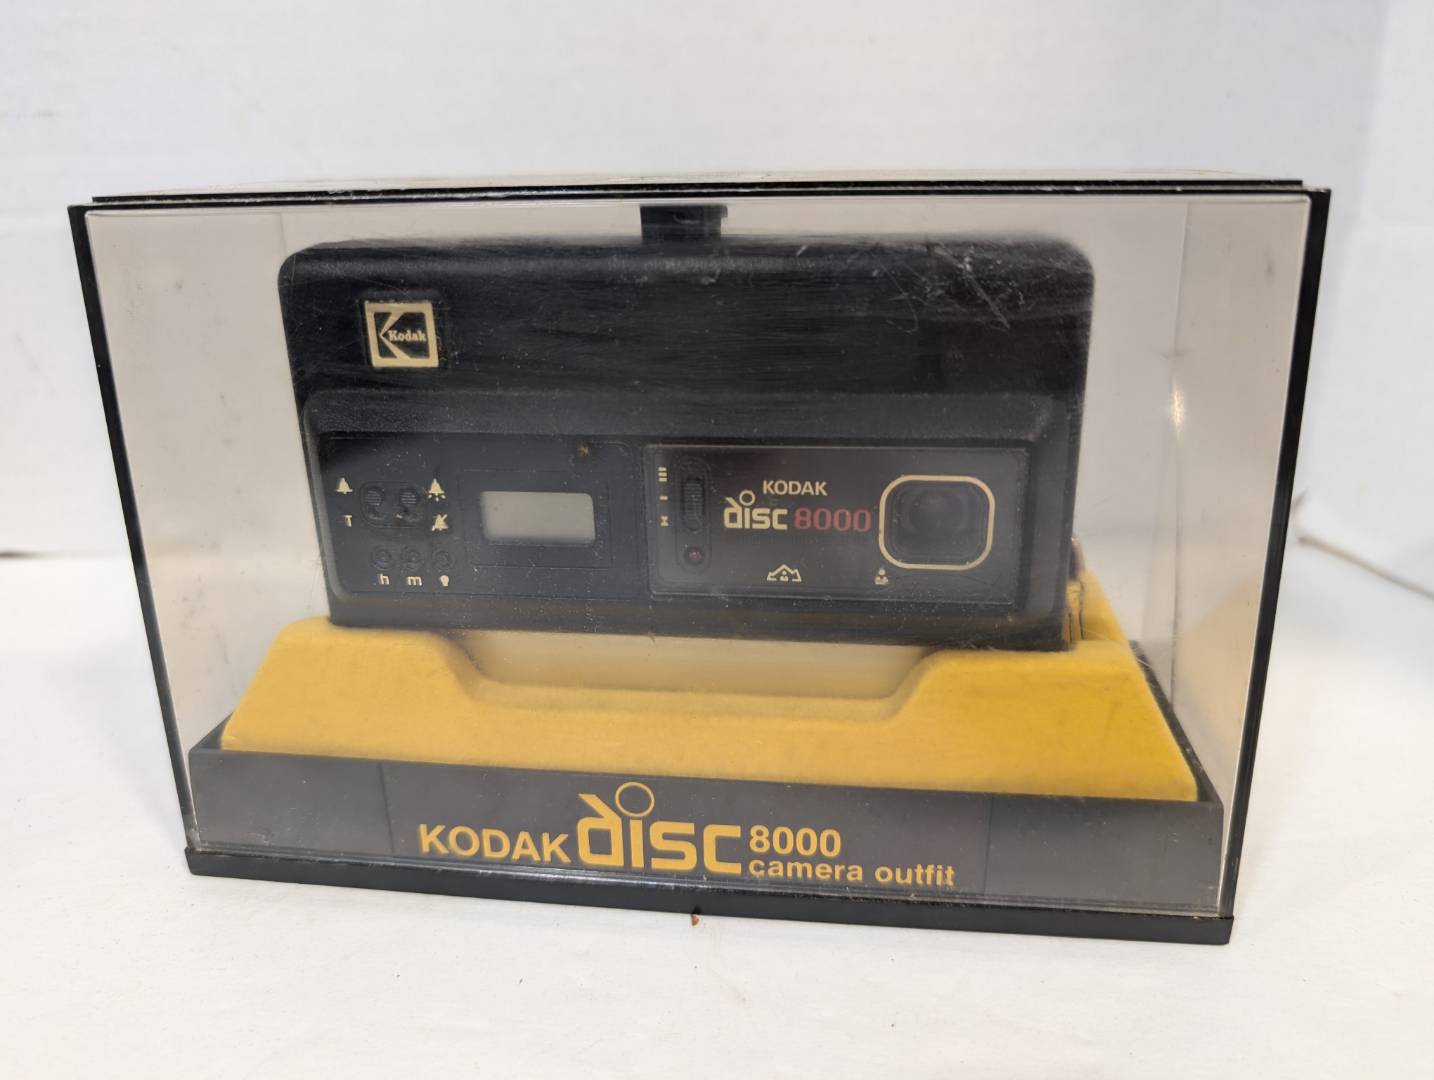 Kodak
KODAK
disc 8000
T
h m
KODAK disc 8000
camera outfit